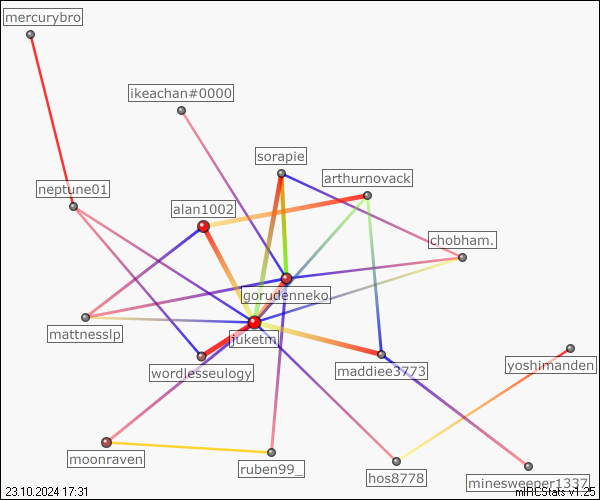 mercurybro
ikeachan#0000
sorapie
arthurnovack
neptune01
alan1002
chobham.
gorudenneko
mattnesslp
juketm
wordlesseulogy
maddiee3773
yoshimanden
moonraven
ruben99_
hos8778
minesweeper1337
23.10.2024 17:31
mIRCStats v1.25